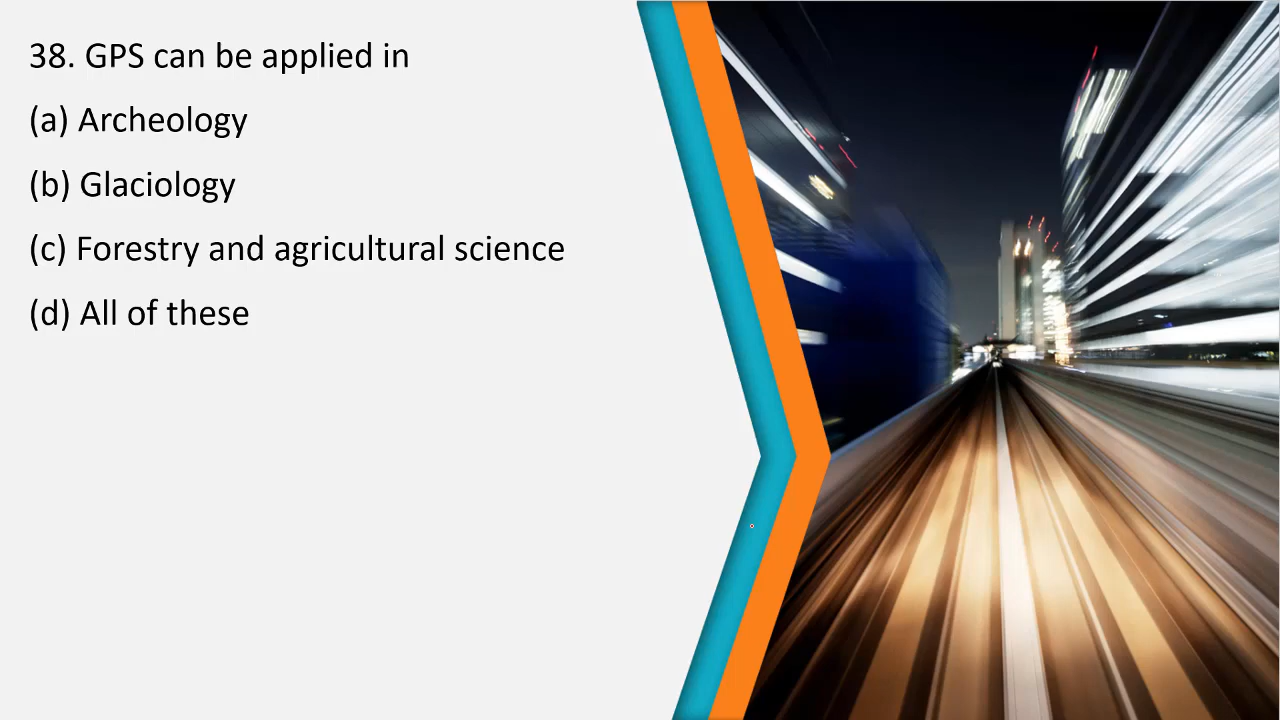 38. GPS can be applied in
(a) Archeology
(b) Glaciology
(c) Forestry and agricultural science
(d) All of these